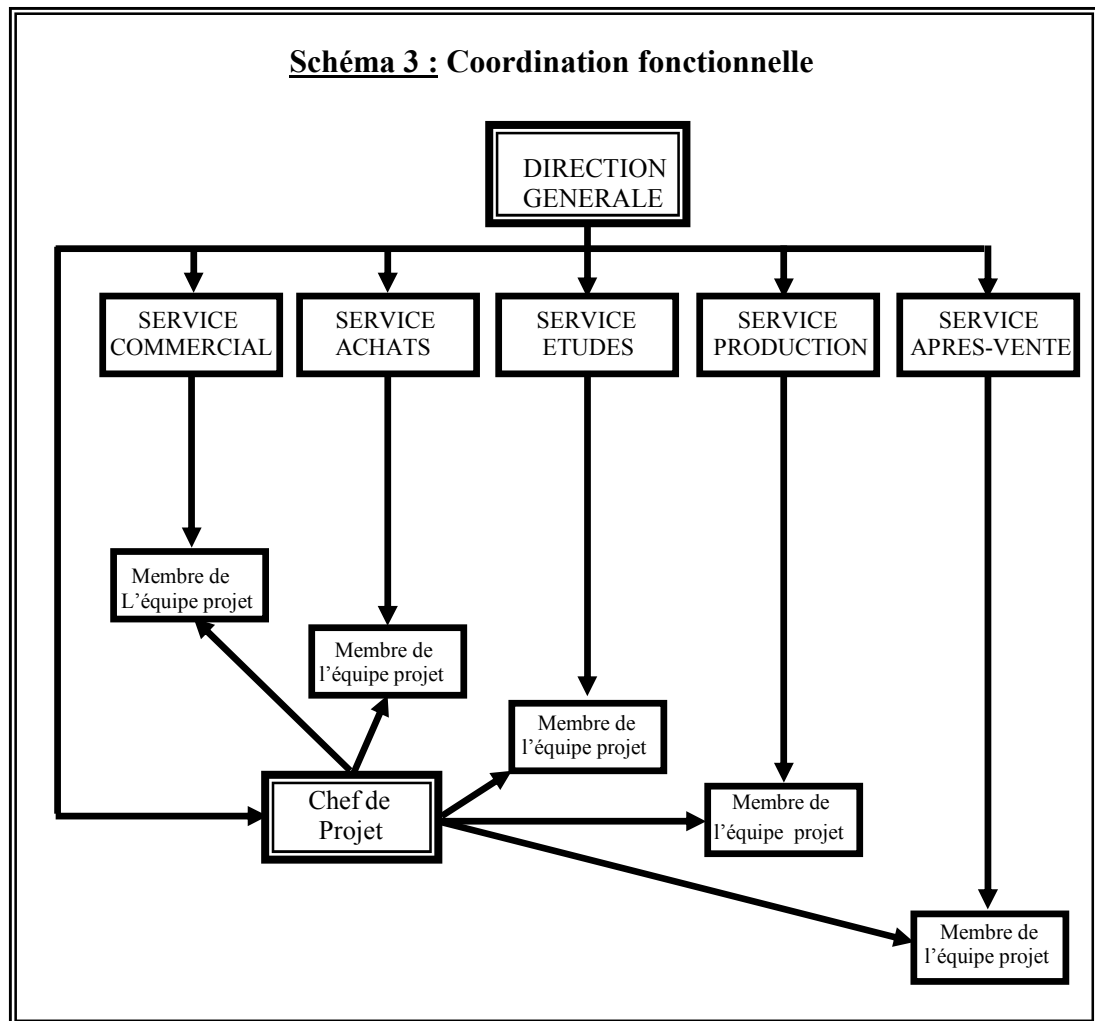 Schéma 3 : Coordination fonctionnelle
DIRECTION
GENERALE
SERVICE
COMMERCIAL
SERVICE
ACHATS
SERVICE
ETUDES
SERVICE
PRODUCTION
SERVICE
APRES-VENTE
Membre de
L’équipe projet
Membre de
l’équipe projet
Membre de
l’équipe projet
Chef de
Projet
Membre de
l’équipe projet
Membre de
l’équipe projet